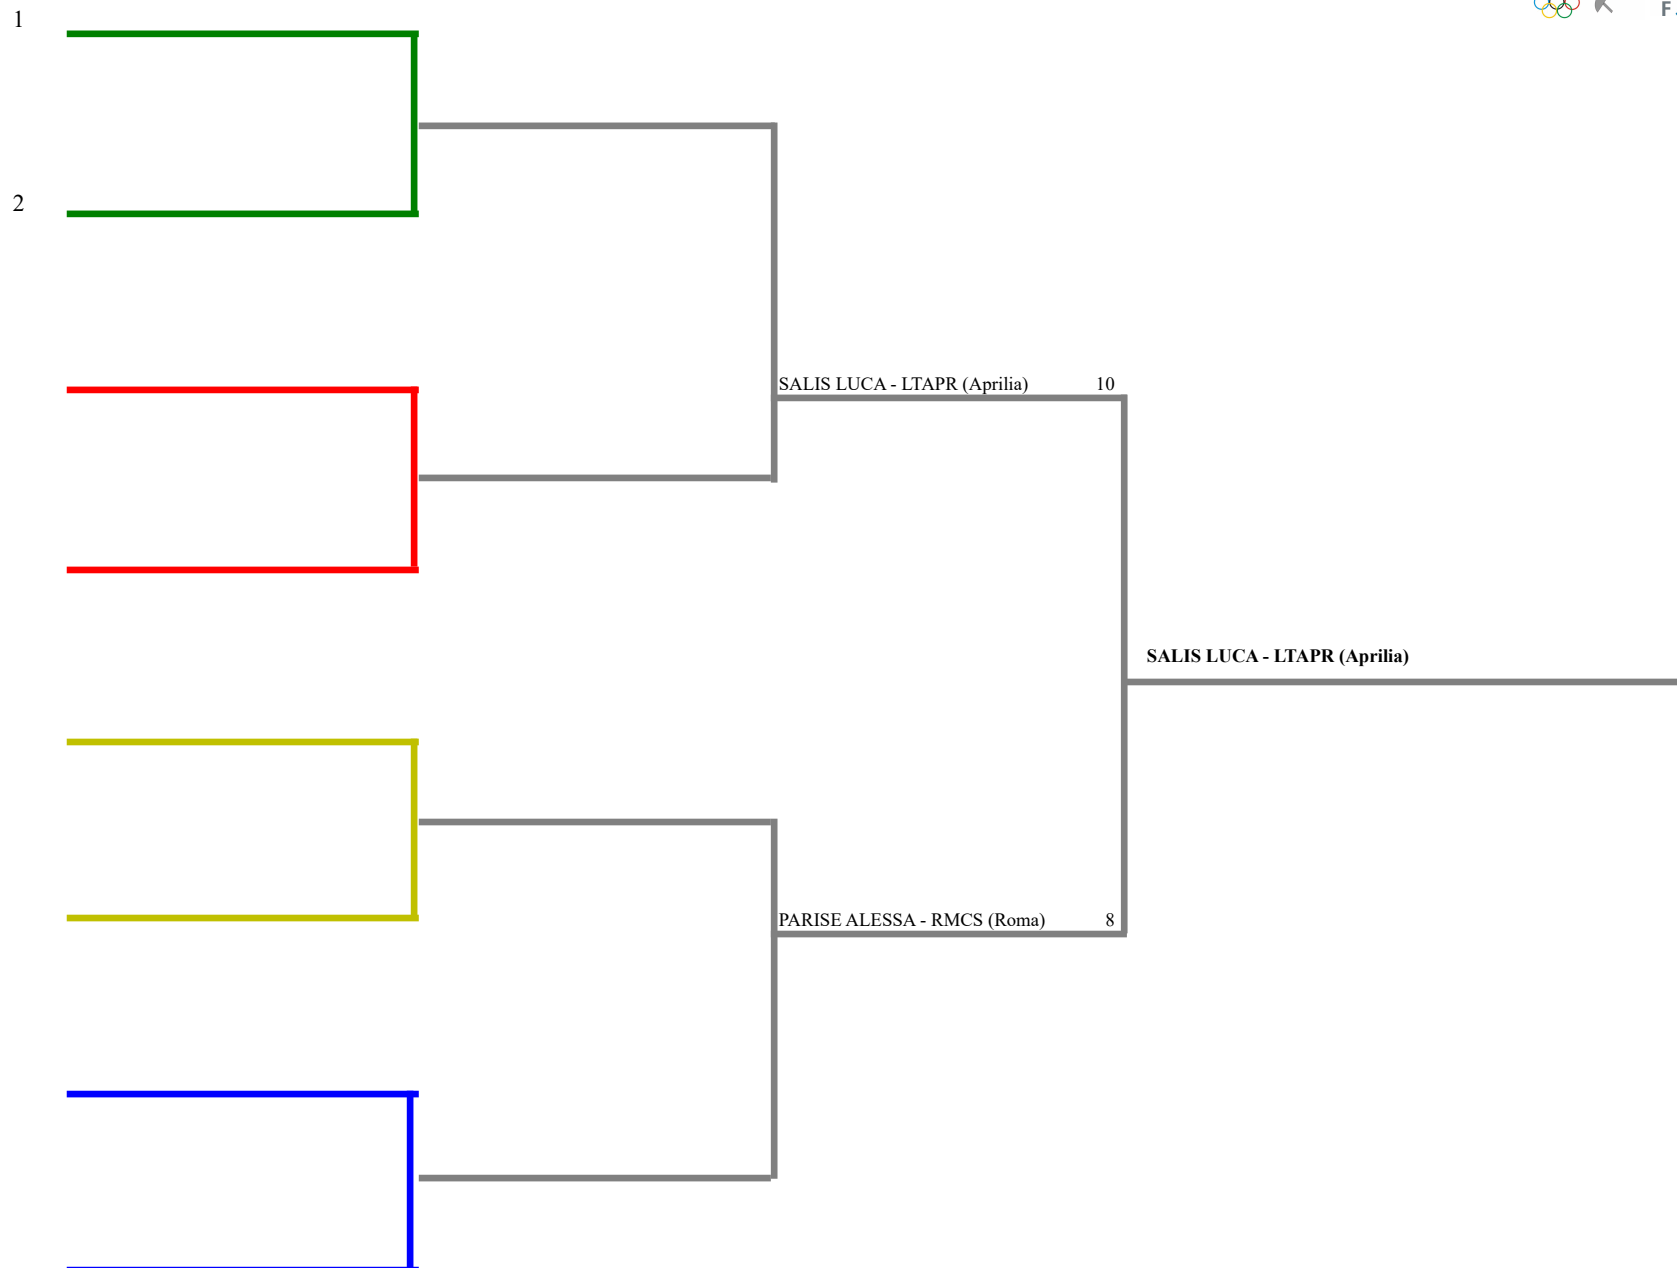 1
F
2
SALIS LUCA - LTAPR (Aprilia) 10
SALIS LUCA - LTAPR (Aprilia)
PARISE ALESSA - RMCS (Roma) 8